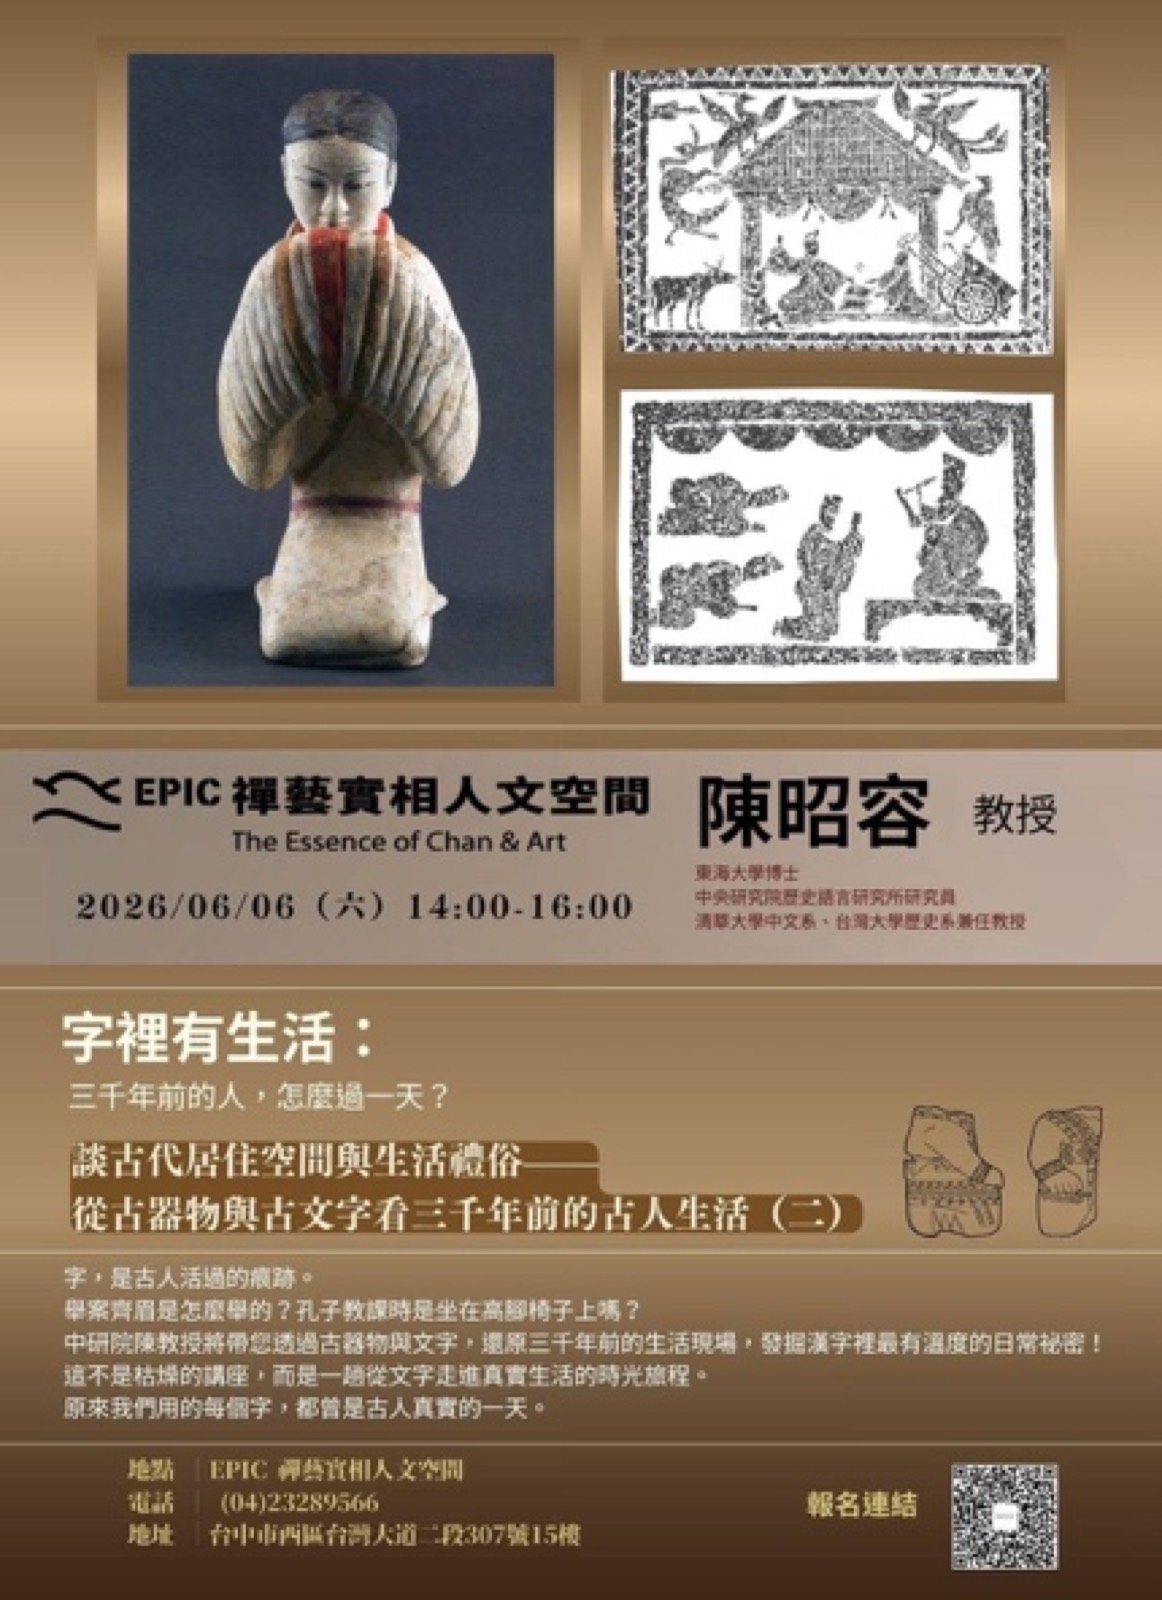 EPIC 禪藝實相人文空間
The Essence of Chan & Art
2026/06/06（六）14:00-16:00
陳昭容 教授
東海大學博士
中央研究院歷史語言研究所研究員
清華大學中文系、台灣大學歷史系兼任教授
字裡有生活：
三千年前的人，怎麼過一天？
談古代居住空間與生活禮俗——
從古器物與古文字看三千年前的古人生活（二）
字，是古人活過的痕跡。
舉案齊眉是怎麼舉的？孔子教課時是坐在高腳椅子上嗎？
中研院陳教授將帶您透過古器物與文字，還原三千年前的生活現場，發掘漢字裡最有溫度的日常祕密！
這不是枯燥的講座，而是一趟從文字走進真實生活的時光旅程。
原來我們用的每個字，都曾是古人真實的一天。
地點 | EPIC 禪藝實相人文空間
電話 | (04)23289566
地址 | 台中市西區台灣大道二段307號15樓
報名連結